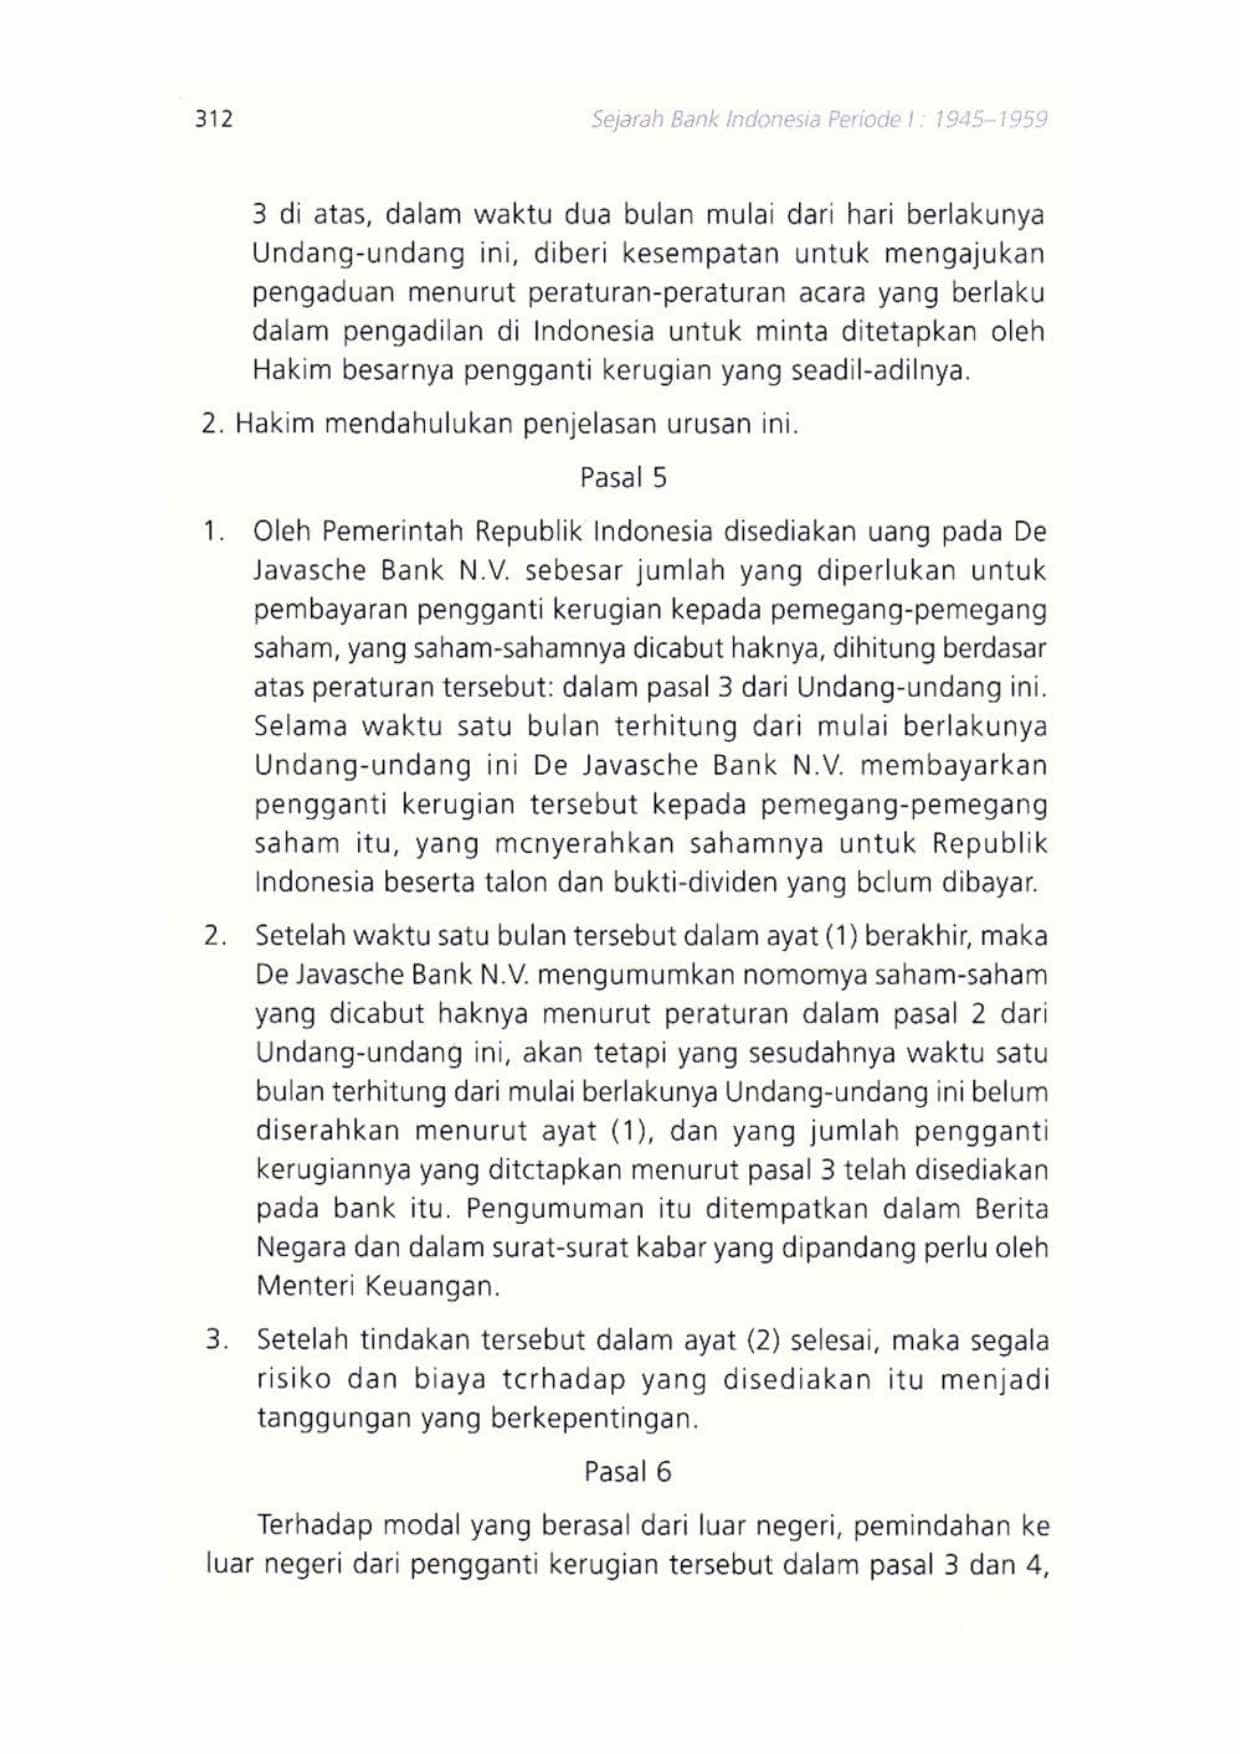 312
Sejarah Bank Indonesia Periode I : 1945–1959
3 di atas, dalam waktu dua bulan mulai dari hari berlakunya
Undang-undang ini, diberi kesempatan untuk mengajukan
pengaduan menurut peraturan-peraturan acara yang berlaku
dalam pengadilan di Indonesia untuk minta ditetapkan oleh
Hakim besarnya pengganti kerugian yang seadil-adilnya.
2. Hakim mendahulukan penjelasan urusan ini.
Pasal 5
1. Oleh Pemerintah Republik Indonesia disediakan uang pada De
Javasche Bank N.V. sebesar jumlah yang diperlukan untuk
pembayaran pengganti kerugian kepada pemegang-pemegang
saham, yang saham-sahamnya dicabut haknya, dihitung berdasar
atas peraturan tersebut: dalam pasal 3 dari Undang-undang ini.
Selama waktu satu bulan terhitung dari mulai berlakunya
Undang-undang ini De Javasche Bank N.V. membayarkan
pengganti kerugian tersebut kepada pemegang-pemegang
saham itu, yang mcnyerahkan sahamnya untuk Republik
Indonesia beserta talon dan bukti-dividen yang bclum dibayar.
2. Setelah waktu satu bulan tersebut dalam ayat (1) berakhir, maka
De Javasche Bank N.V. mengumumkan nomomya saham-saham
yang dicabut haknya menurut peraturan dalam pasal 2 dari
Undang-undang ini, akan tetapi yang sesudahnya waktu satu
bulan terhitung dari mulai berlakunya Undang-undang ini belum
diserahkan menurut ayat (1), dan yang jumlah pengganti
kerugiannya yang ditctapkan menurut pasal 3 telah disediakan
pada bank itu. Pengumuman itu ditempatkan dalam Berita
Negara dan dalam surat-surat kabar yang dipandang perlu oleh
Menteri Keuangan.
3. Setelah tindakan tersebut dalam ayat (2) selesai, maka segala
risiko dan biaya tcrhadap yang disediakan itu menjadi
tanggungan yang berkepentingan.
Pasal 6
Terhadap modal yang berasal dari luar negeri, pemindahan ke
luar negeri dari pengganti kerugian tersebut dalam pasal 3 dan 4,